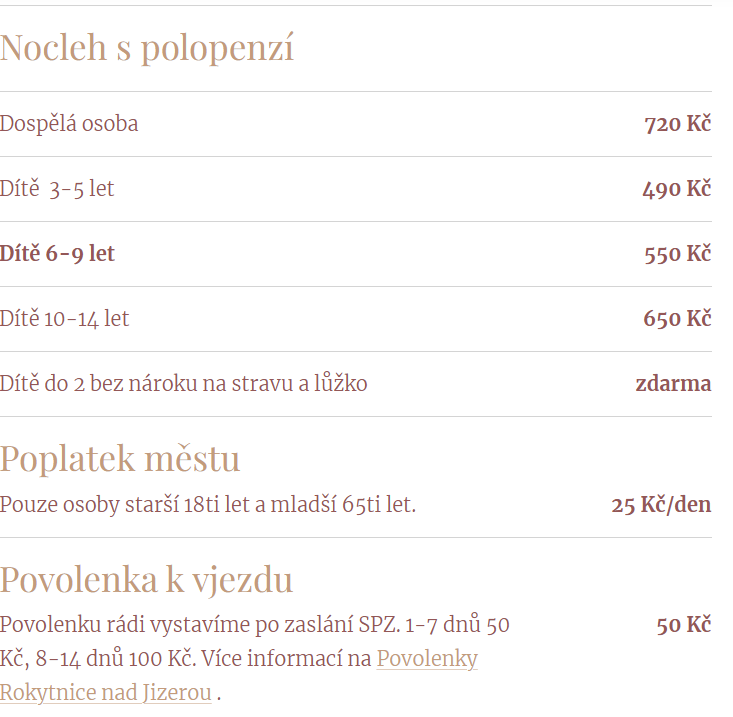 Nocleh s polopenzí
Dospělá osoba 720 Kč
Dítě 3-5 let 490 Kč
Dítě 6-9 let 550 Kč
Dítě 10-14 let 650 Kč
Dítě do 2 bez nároku na stravu a lůžko zdarma
Poplatek městu
Pouze osoby starší 18ti let a mladší 65ti let. 25 Kč/den
Povolenka k vjezdu
Povolenku rádi vystavíme po zaslání SPZ. 1-7 dnů 50 50 Kč
Kč, 8-14 dnů 100 Kč. Více informací na Povolenky
Rokytnice nad Jizerou .